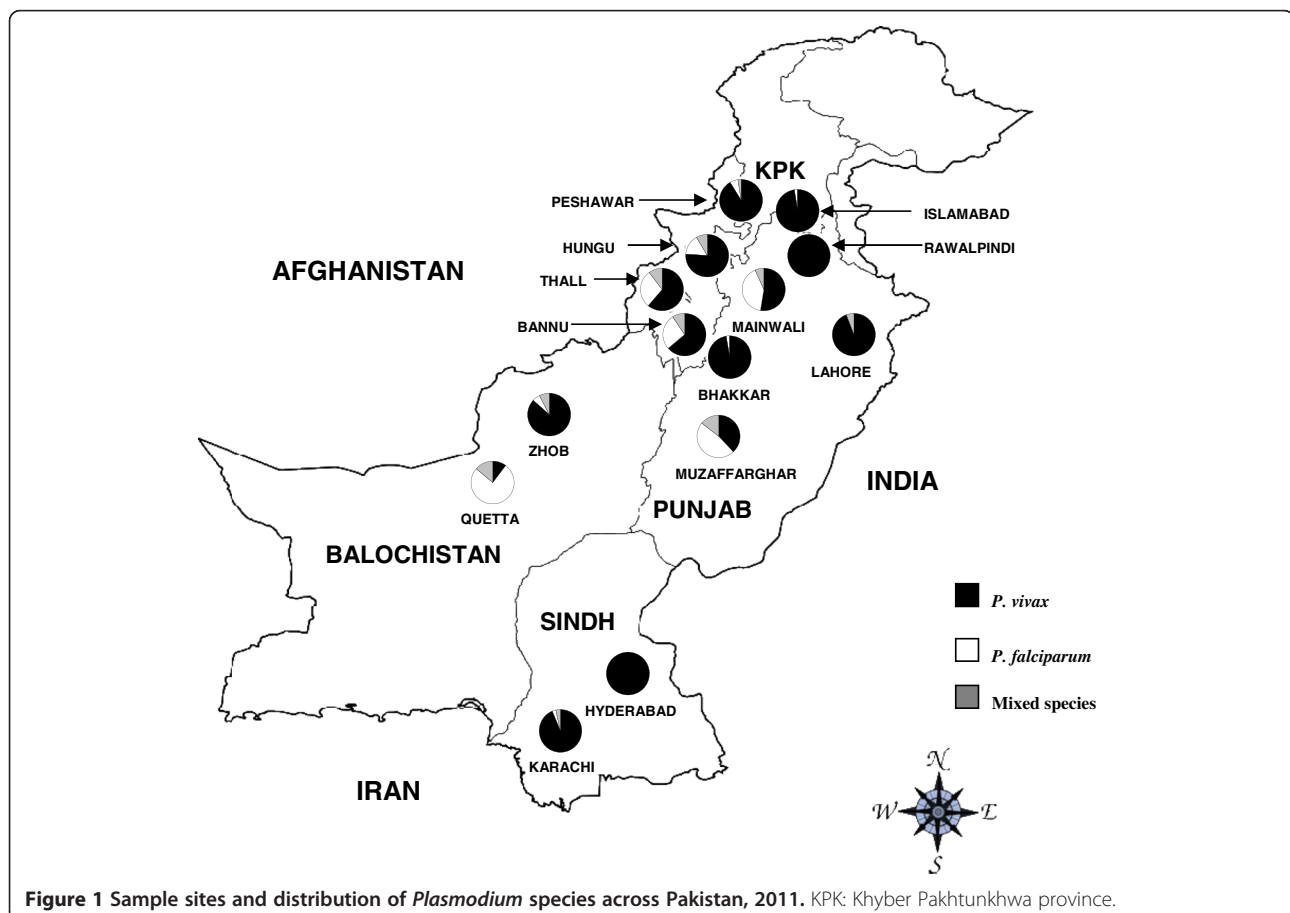 KPK
PESHAWAR
ISLAMABAD
HUNGU
RAWALPINDI
AFGHANISTAN
THALL
BANNU
MAINWALI
LAHORE
BHAKKAR
ZHOB
MUZAFFARGHAR
INDIA
QUETTA
PUNJAB
BALOCHISTAN
P. vivax
SINDH
P. falciparum
Mixed species
HYDERABAD
KARACHI
IRAN
N
W
E
S
Figure 1 Sample sites and distribution of Plasmodium species across Pakistan, 2011. KPK: Khyber Pakhtunkhwa province.